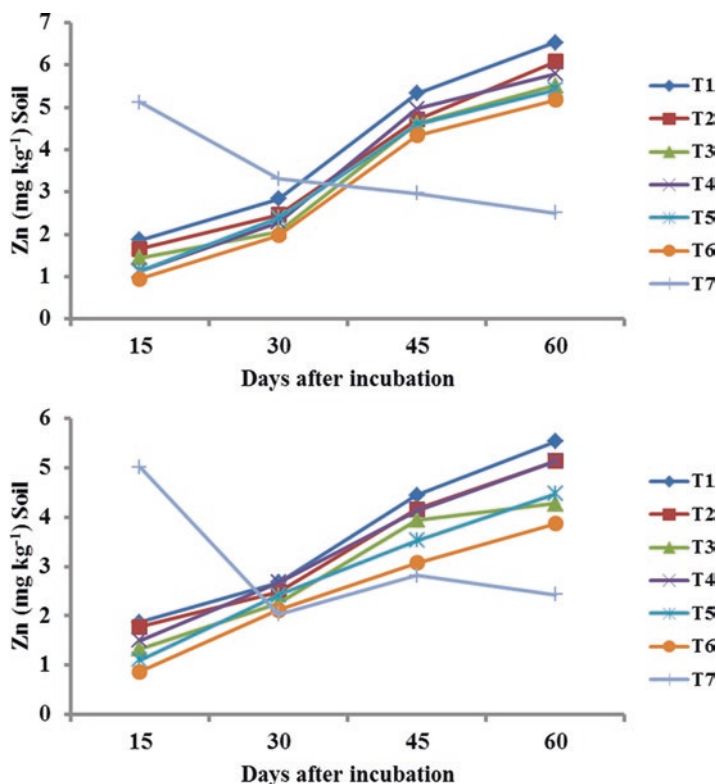 7
6
5
4
3
2
1
0
Zn (mg kg⁻¹) Soil
15 30 45 60
Days after incubation
T1
T2
T3
T4
T5
T6
T7
6
5
4
3
2
1
0
Zn (mg kg⁻¹) Soil
15 30 45 60
Days after incubation
T1
T2
T3
T4
T5
T6
T7